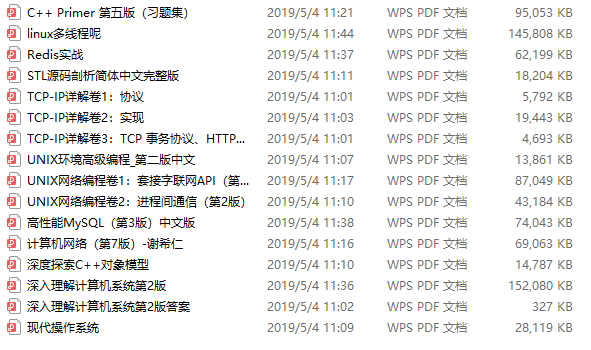 C++ Primer 第五版（习题集） 2019/5/4 11:21 WPS PDF 文档 95,053 KB
linux多线程呢 2019/5/4 11:44 WPS PDF 文档 145,808 KB
Redis实战 2019/5/4 11:37 WPS PDF 文档 62,199 KB
STL源码剖析简体中文完整版 2019/5/4 11:11 WPS PDF 文档 18,204 KB
TCP-IP详解卷1：协议 2019/5/4 11:01 WPS PDF 文档 5,792 KB
TCP-IP详解卷2：实现 2019/5/4 11:03 WPS PDF 文档 19,443 KB
TCP-IP详解卷3：TCP 事务协议、HTTP... 2019/5/4 11:01 WPS PDF 文档 4,693 KB
UNIX环境高级编程_第二版中文 2019/5/4 11:07 WPS PDF 文档 13,861 KB
UNIX网络编程卷1：套接字联网API（第... 2019/5/4 11:17 WPS PDF 文档 87,049 KB
UNIX网络编程卷2：进程间通信（第2版） 2019/5/4 11:10 WPS PDF 文档 43,184 KB
高性能MySQL（第3版）中文版 2019/5/4 11:38 WPS PDF 文档 74,043 KB
计算机网络（第7版）-谢希仁 2019/5/4 11:16 WPS PDF 文档 69,063 KB
深度探索C++对象模型 2019/5/4 11:10 WPS PDF 文档 14,787 KB
深入理解计算机系统第2版 2019/5/4 11:36 WPS PDF 文档 152,080 KB
深入理解计算机系统第2版答案 2019/5/4 11:02 WPS PDF 文档 327 KB
现代操作系统 2019/5/4 11:09 WPS PDF 文档 28,119 KB